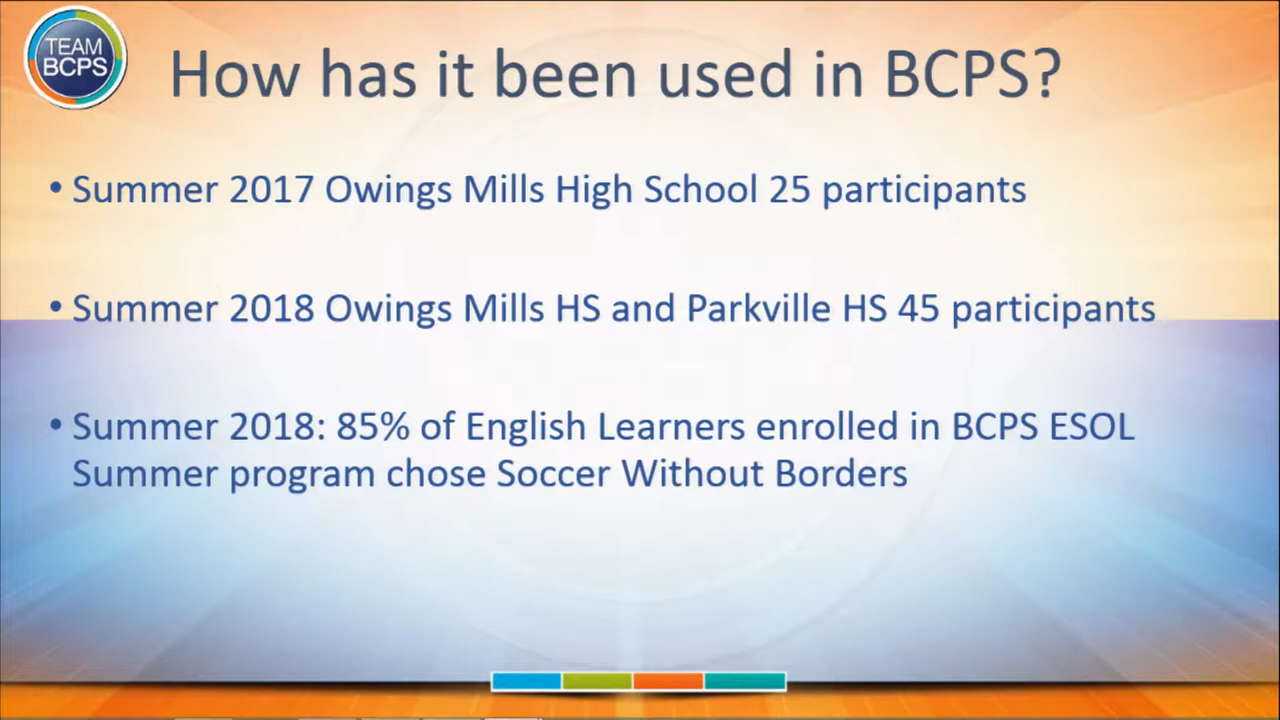 TEAM
BCPS
How has it been used in BCPS?
• Summer 2017 Owings Mills High School 25 participants
• Summer 2018 Owings Mills HS and Parkville HS 45 participants
• Summer 2018: 85% of English Learners enrolled in BCPS ESOL
Summer program chose Soccer Without Borders